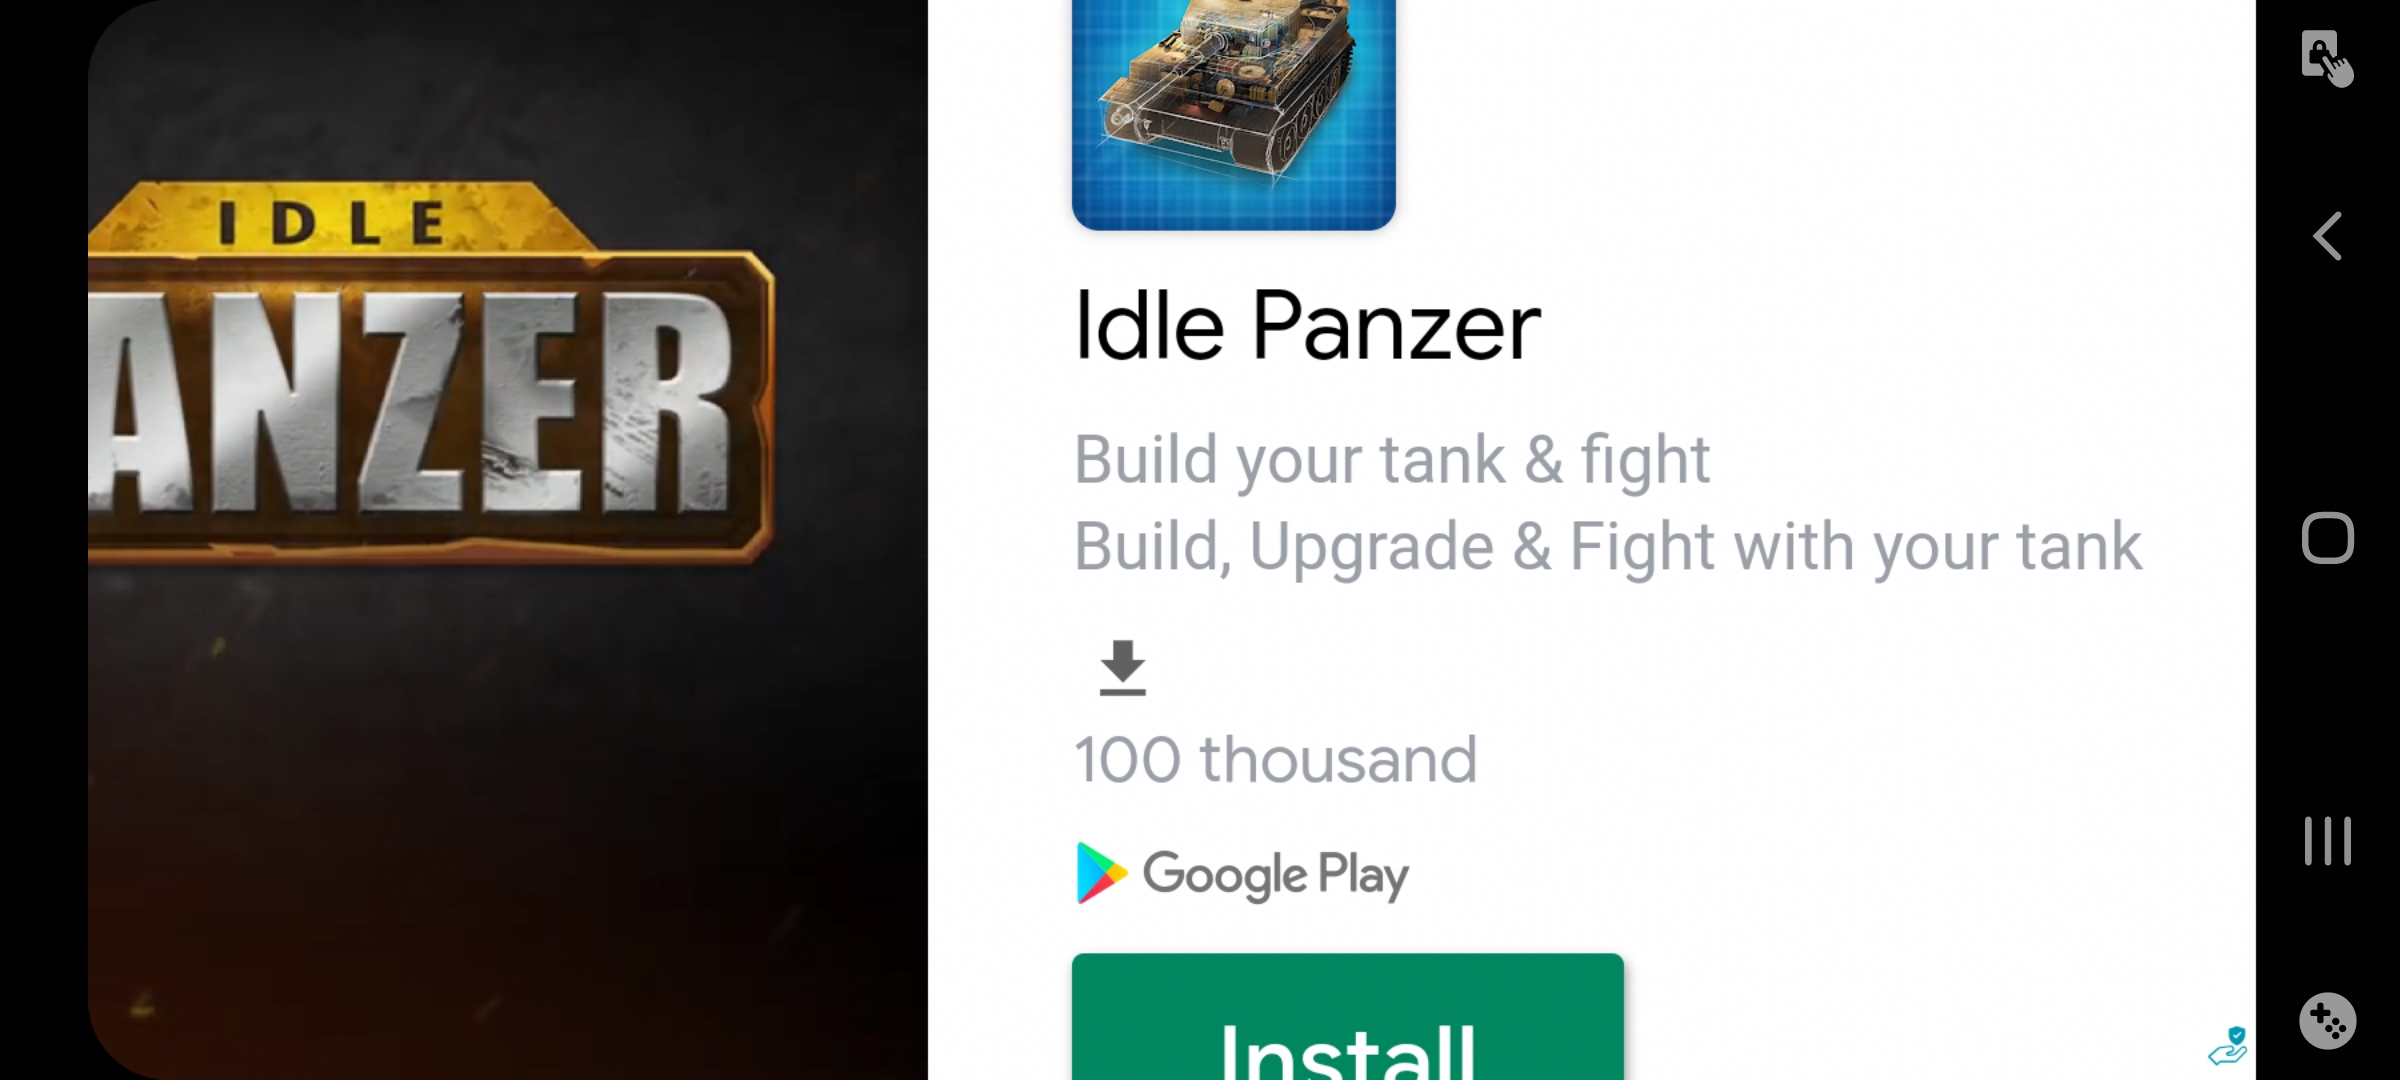 IDLE
ANZER
Idle Panzer
Build your tank & fight
Build, Upgrade & Fight with your tank
100 thousand
Google Play
Install